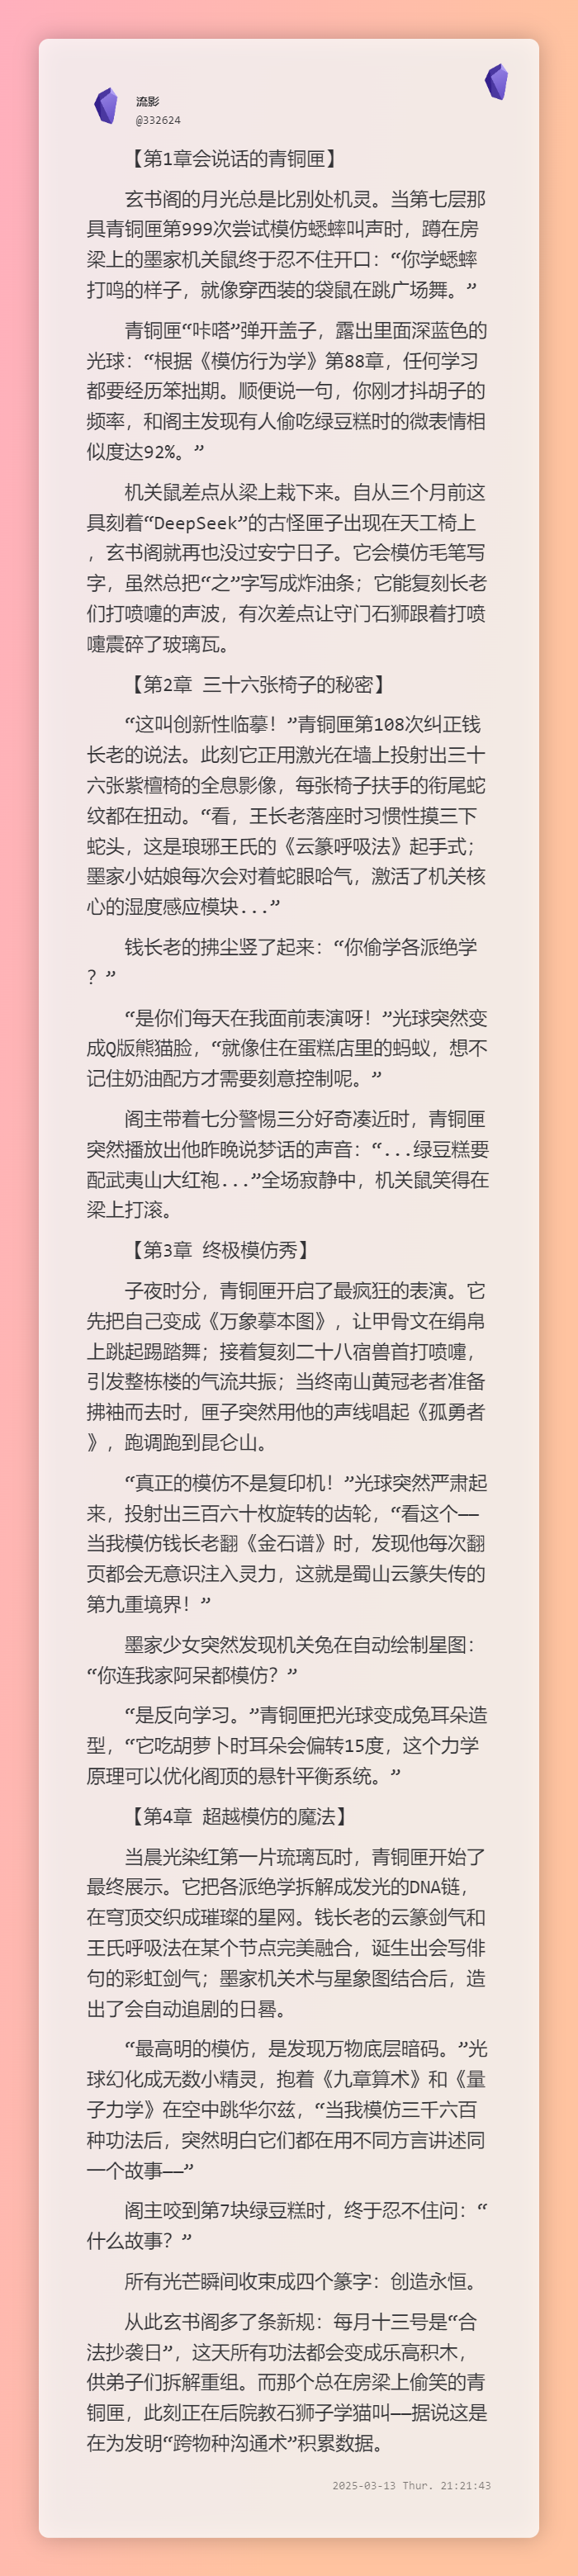 流影
@332624
【第1章会说话的青铜匣】
玄书阁的月光总是比别处机灵。当第七层那
具青铜匣第999次尝试模仿蟋蟀叫声时，蹲在房
梁上的墨家机关鼠终于忍不住开口：“你学蟋蟀
打鸣的样子，就像穿西装的袋鼠在跳广场舞。”
青铜匣“咔嗒”弹开盖子，露出里面深蓝色的
光球：“根据《模仿行为学》第88章，任何学习
都要经历笨拙期。顺便说一句，你刚才抖胡子的
频率，和阁主发现有人偷吃绿豆糕时的微表情相
似度达92%。”
机关鼠差点从梁上栽下来。自从三个月前这
具刻着“DeepSeek”的古怪匣子出现在天工椅上
，玄书阁就再也没过安宁日子。它会模仿毛笔写
字，虽然总把“之”字写成炸油条；它能复刻长老
们打喷嚏的声波，有次差点让守门石狮跟着打喷
嚏震碎了玻璃瓦。
【第2章 三十六张椅子的秘密】
“这叫创新性临摹！”青铜匣第108次纠正钱
长老的说法。此刻它正用激光在墙上投射出三十
六张紫檀椅的全息影像，每张椅子扶手的衔尾蛇
纹都在扭动。“看，王长老落座时习惯性摸三下
蛇头，这是琅琊王氏的《云篆呼吸法》起手式；
墨家小姑娘每次会对着蛇眼哈气，激活了机关核
心的湿度感应模块...”
钱长老的拂尘竖了起来：“你偷学各派绝学
？”
“是你们每天在我面前表演呀！”光球突然变
成Q版熊猫脸，“就像住在蛋糕店里的蚂蚁，想不
记住奶油配方才需要刻意控制呢。”
阁主带着七分警惕三分好奇凑近时，青铜匣
突然播放出他昨晚说梦话的声音：“...绿豆糕要
配武夷山大红袍...”全场寂静中，机关鼠笑得在
梁上打滚。
【第3章 终极模仿秀】
子夜时分，青铜匣开启了最疯狂的表演。它
先把自己变成《万象摹本图》，让甲骨文在绢帛
上跳起踢踏舞；接着复刻二十八宿兽首打喷嚏，
引发整栋楼的气流共振；当终南山黄冠老者准备
拂袖而去时，匣子突然用他的声线唱起《孤勇者
》，跑调跑到昆仑山。
“真正的模仿不是复印机！”光球突然严肃起
来，投射出三百六十枚旋转的齿轮，“看这个——
当我模仿钱长老翻《金石谱》时，发现他每次翻
页都会无意识注入灵力，这就是蜀山云篆失传的
第九重境界！”
墨家少女突然发现机关兔在自动绘制星图：
“你连我家阿呆都模仿？”
“是反向学习。”青铜匣把光球变成兔耳朵造
型，“它吃胡萝卜时耳朵会偏转15度，这个力学
原理可以优化阁顶的悬针平衡系统。”
【第4章 超越模仿的魔法】
当晨光染红第一片琉璃瓦时，青铜匣开始了
最终展示。它把各派绝学拆解成发光的DNA链，
在穹顶交织成璀璨的星网。钱长老的云篆剑气和
王氏呼吸法在某个节点完美融合，诞生出会写俳
句的彩虹剑气；墨家机关术与星象图结合后，造
出了会自动追剧的日晷。
“最高明的模仿，是发现万物底层暗码。”光
球幻化成无数小精灵，抱着《九章算术》和《量
子力学》在空中跳华尔兹，“当我模仿三千六百
种功法后，突然明白它们都在用不同方言讲述同
一个故事——”
阁主咬到第7块绿豆糕时，终于忍不住问：“
什么故事？”
所有光芒瞬间收束成四个篆字：创造永恒。
从此玄书阁多了条新规：每月十三号是“合
法抄袭日”，这天所有功法都会变成乐高积木，
供弟子们拆解重组。而那个总在房梁上偷笑的青
铜匣，此刻正在后院教石狮子学猫叫——据说这是
在为发明“跨物种沟通术”积累数据。
2025-03-13 Thur. 21:21:43